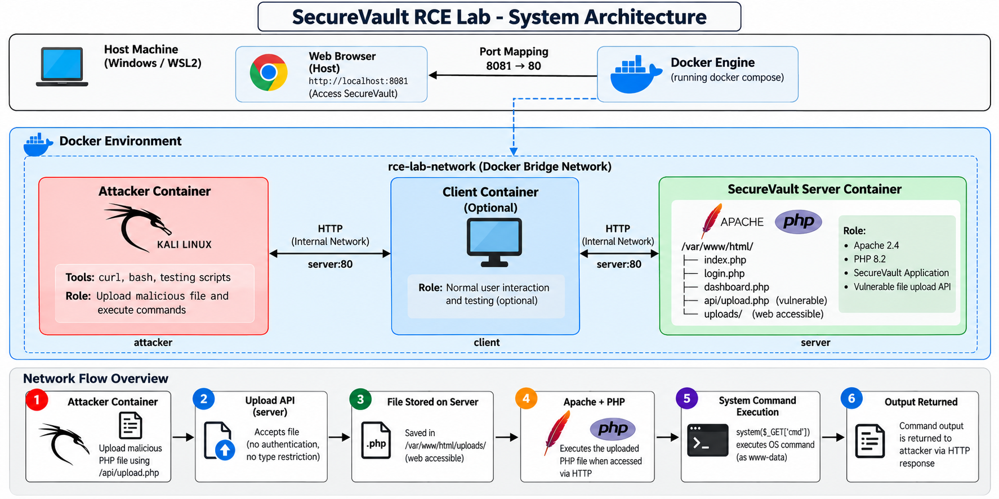 SecureVault RCE Lab - System Architecture
Host Machine
(Windows / WSL2)
Web Browser
(Host)
http://localhost:8081
(Access SecureVault)
Port Mapping
8081 → 80
Docker Engine
(running docker compose)
Docker Environment
rce-lab-network (Docker Bridge Network)
Attacker Container
KALI LINUX
Tools: curl, bash, testing scripts
Role: Upload malicious file and
execute commands
attacker
HTTP
(Internal Network)
server:80
Client Container
(Optional)
Role: Normal user interaction
and testing (optional)
client
HTTP
(Internal Network)
server:80
SecureVault Server Container
APACHE
php
/var/www/html/
├── index.php
├── login.php
├── dashboard.php
├── api/upload.php (vulnerable)
└── uploads/ (web accessible)
Role:
• Apache 2.4
• PHP 8.2
• SecureVault Application
• Vulnerable file upload API
server
Network Flow Overview
1
Attacker Container
Upload malicious
PHP file using
/api/upload.php
2
Upload API
(server)
Accepts file
(no authentication,
no type restriction)
3
File Stored on Server
.php
Saved in
/var/www/html/uploads/
(web accessible)
4
Apache + PHP
php
Executes the uploaded
PHP file when accessed
via HTTP
5
System Command
Execution
>_
system($_GET['cmd'])
executes OS command
(as www-data)
6
Output Returned
Command output
is returned to
attacker via HTTP
response